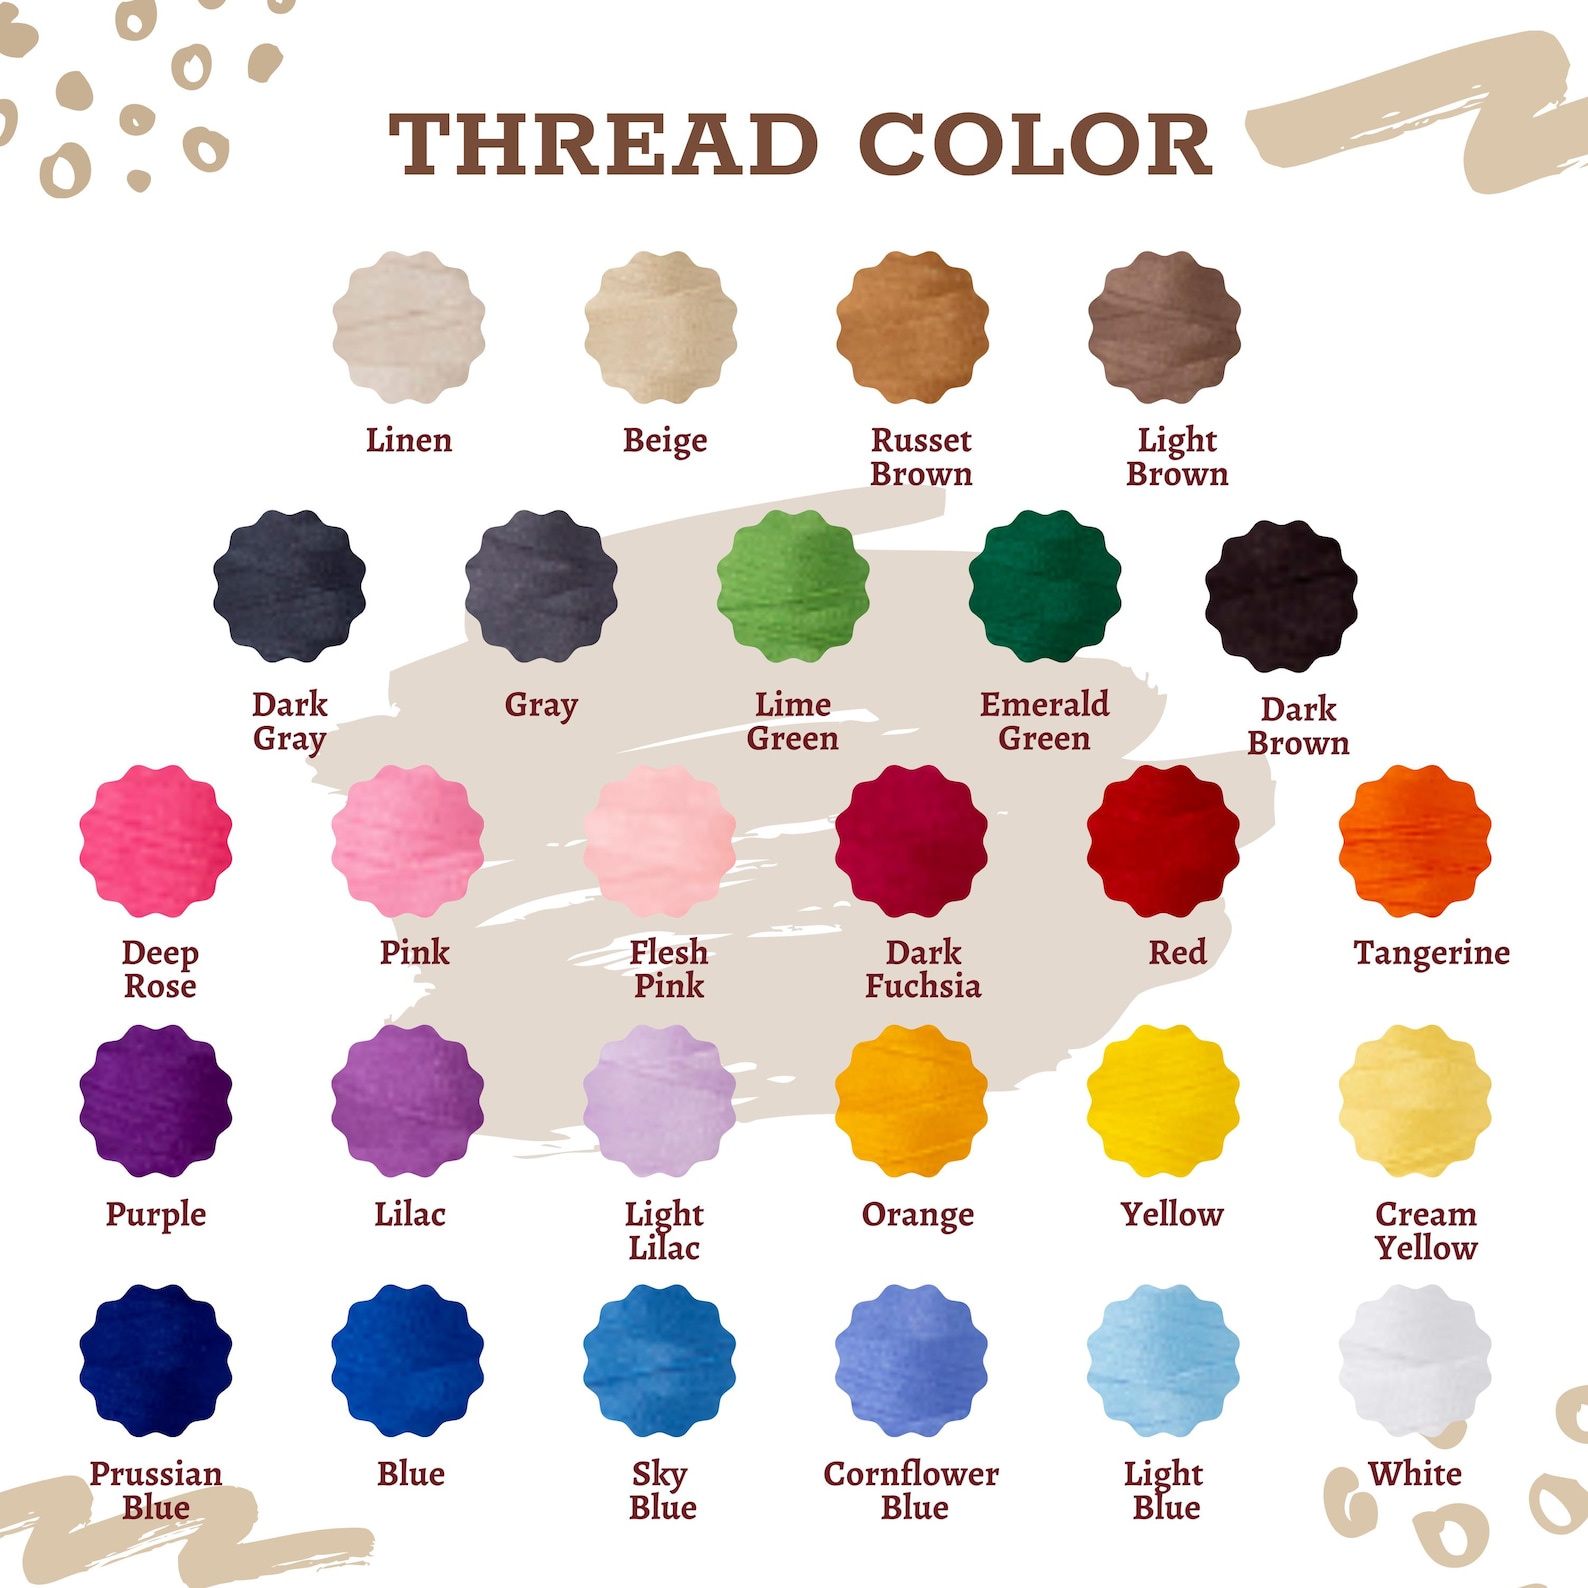 THREAD COLOR
Linen
Beige
Russet
Brown
Light
Brown
Dark
Gray
Gray
Lime
Green
Emerald
Green
Dark
Brown
Deep
Rose
Pink
Flesh
Pink
Dark
Fuchsia
Red
Tangerine
Purple
Lilac
Light
Lilac
Orange
Yellow
Cream
Yellow
Prussian
Blue
Blue
Sky
Blue
Cornflower
Blue
Light
Blue
White